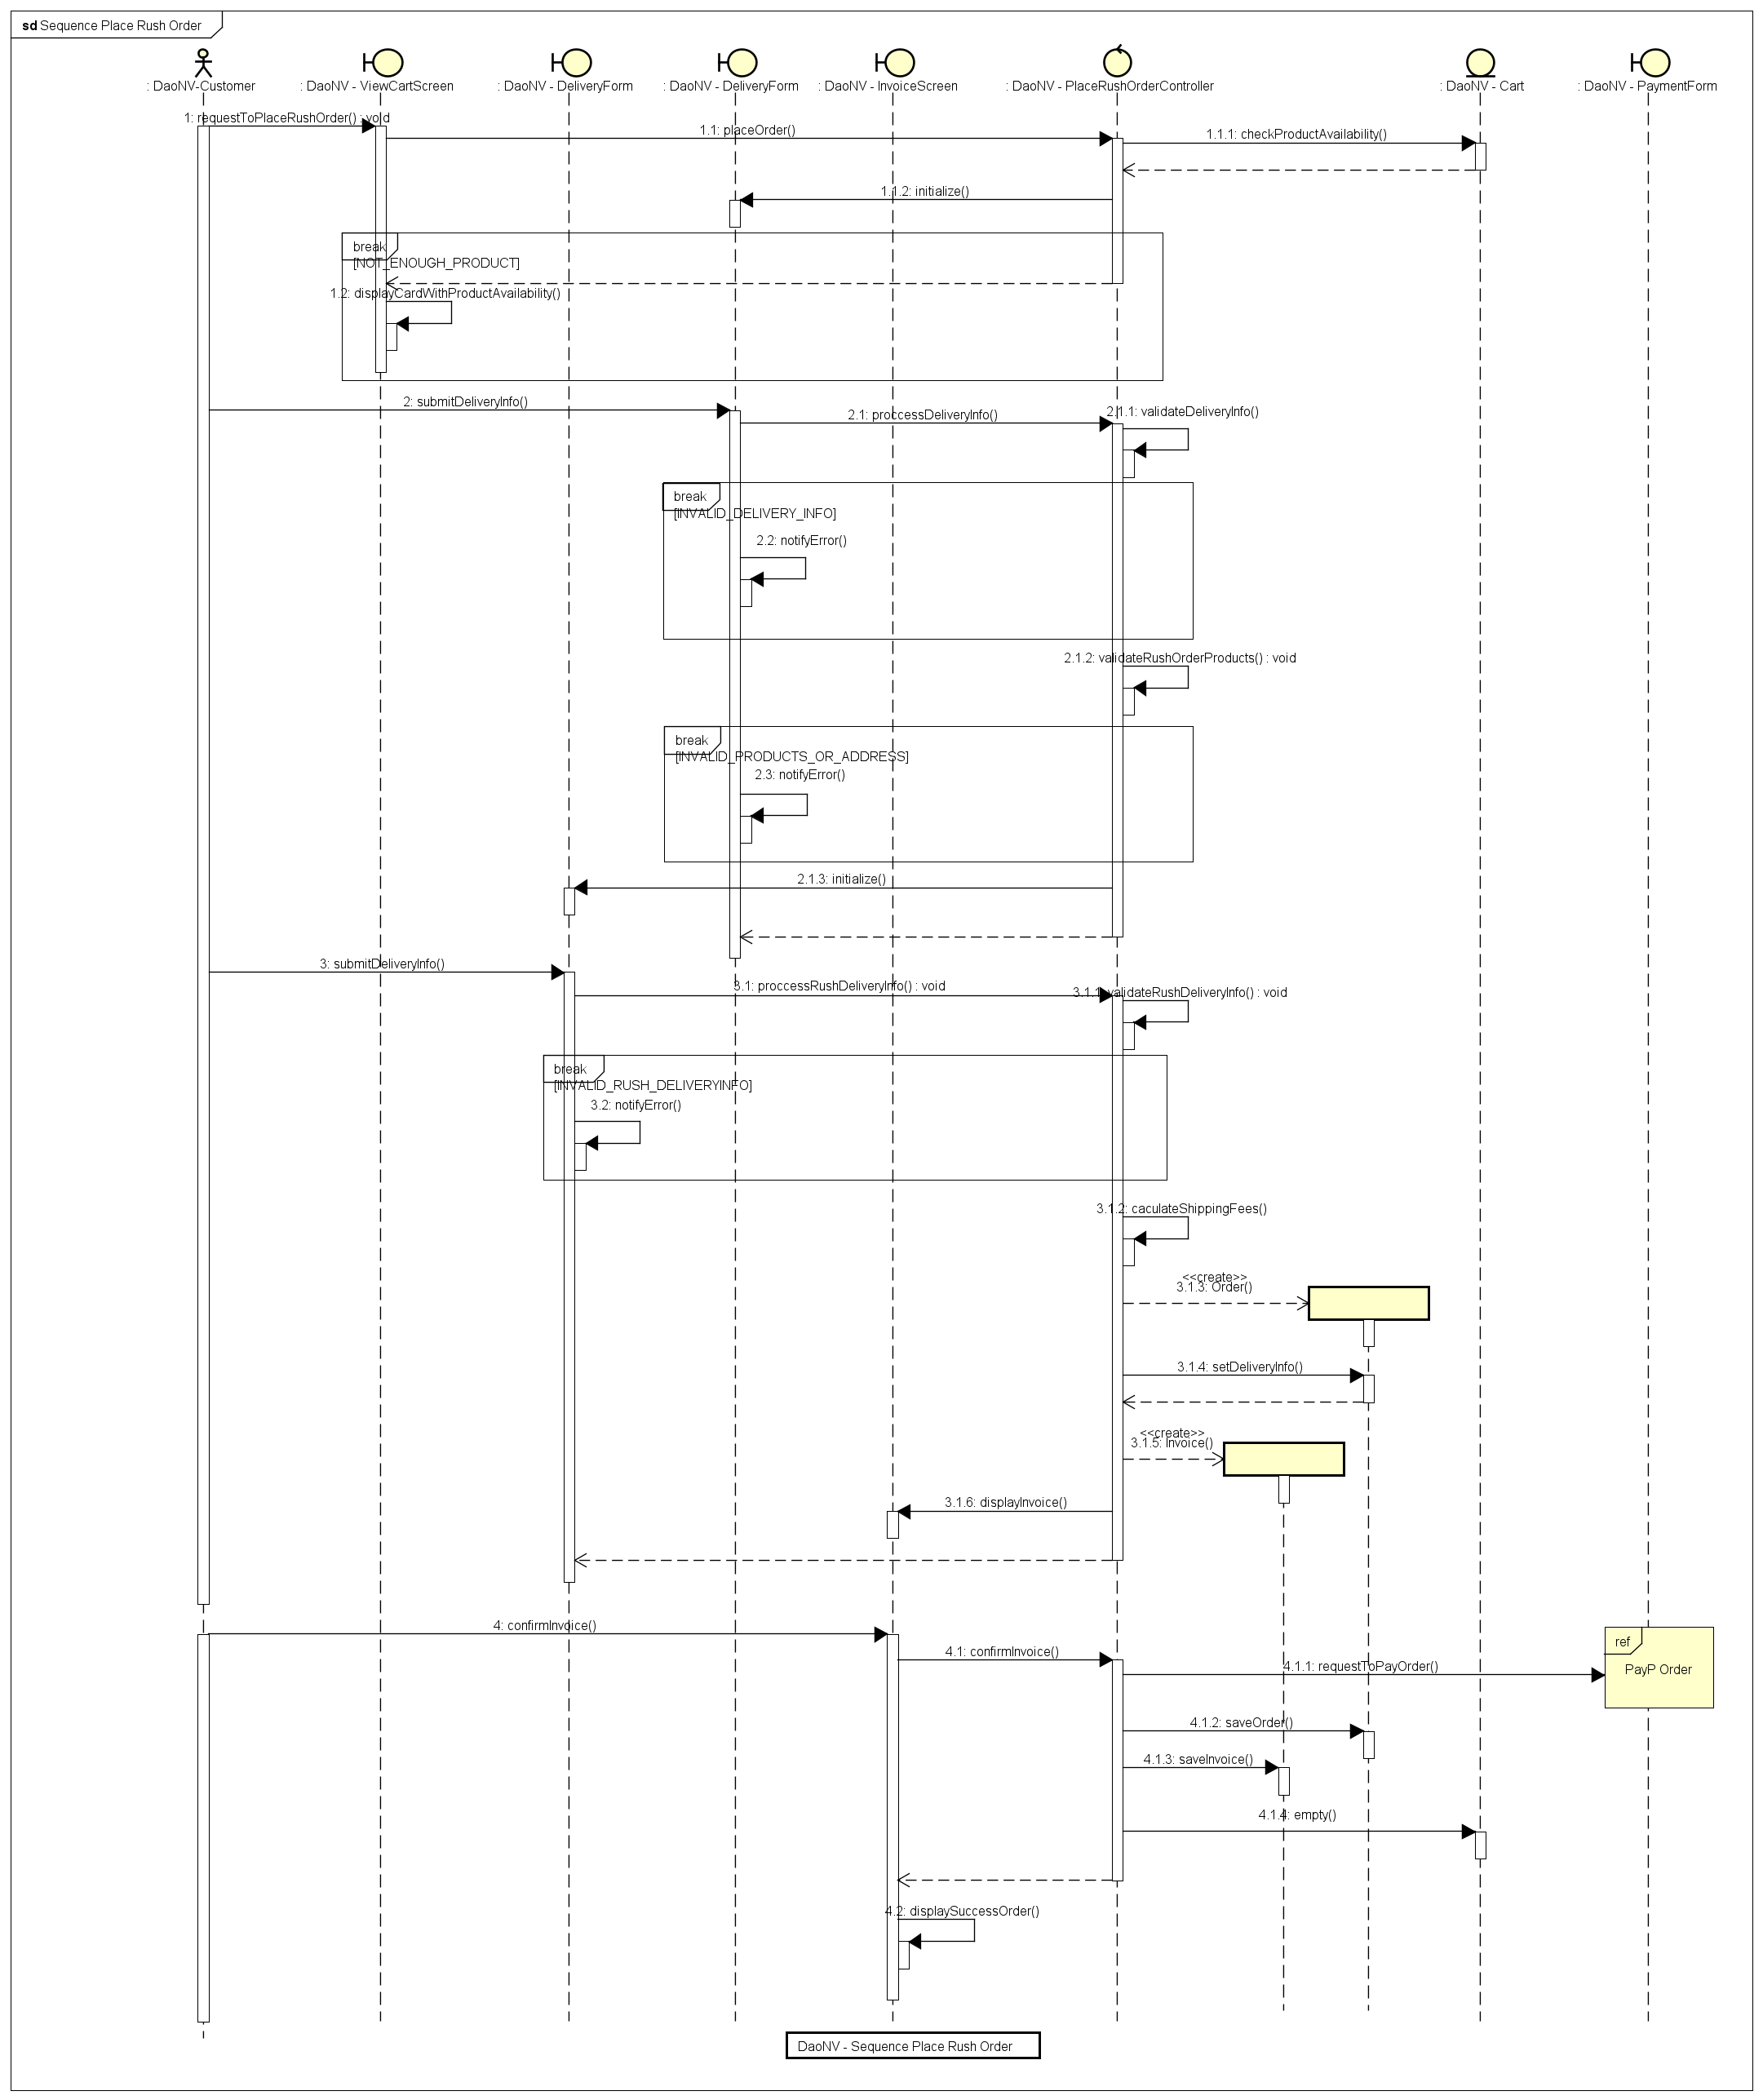 sd Sequence Place Rush Order
: DaoNV-Customer
: DaoNV - ViewCartScreen
: DaoNV - DeliveryForm
: DaoNV - DeliveryForm
: DaoNV - InvoiceScreen
: DaoNV - PlaceRushOrderController
: DaoNV - Cart
: DaoNV - PaymentForm
1: requestToPlaceRushOrder() : void
1.1: placeOrder()
1.1.1: checkProductAvailability()
1.1.2: initialize()
break
[NOT_ENOUGH_PRODUCT]
1.2: displayCardWithProductAvailability()
2: submitDeliveryInfo()
2.1: proccessDeliveryInfo()
2.1.1: validateDeliveryInfo()
break
[INVALID_DELIVERY_INFO]
2.2: notifyError()
2.1.2: validateRushOrderProducts() : void
break
[INVALID_PRODUCTS_OR_ADDRESS]
2.3: notifyError()
2.1.3: initialize()
3: submitDeliveryInfo()
3.1: proccessRushDeliveryInfo() : void
3.1.1: validateRushDeliveryInfo() : void
break
[INVALID_RUSH_DELIVERYINFO]
3.2: notifyError()
3.1.2: caculateShippingFees()
<<create>>
3.1.3: Order()
3.1.4: setDeliveryInfo()
<<create>>
3.1.5: Invoice()
3.1.6: displayInvoice()
4: confirmInvoice()
ref
4.1: confirmInvoice()
4.1.1: requestToPayOrder()
PayP Order
4.1.2: saveOrder()
4.1.3: saveInvoice()
4.1.4: empty()
4.2: displaySuccessOrder()
DaoNV - Sequence Place Rush Order